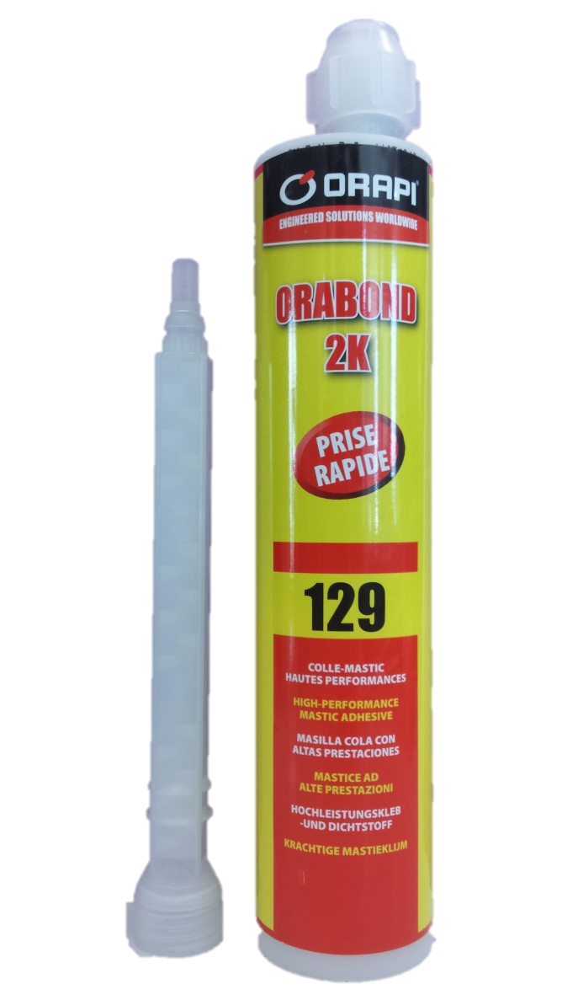 ORAPI
ENGINEERED SOLUTIONS WORLDWIDE
ORABOND
2K
PRISE
RAPIDE
129
COLLE-MASTIC
HAUTES PERFORMANCES
HIGH-PERFORMANCE
MASTIC ADHESIVE
MASILLA COLA CON
ALTAS PRESTACIONES
MASTICE AD
ALTE PRESTAZIONI
HOCHLEISTUNGSKLEB
-UND DICHTSTOFF
KRACHTIGE MASTIEKLIJM